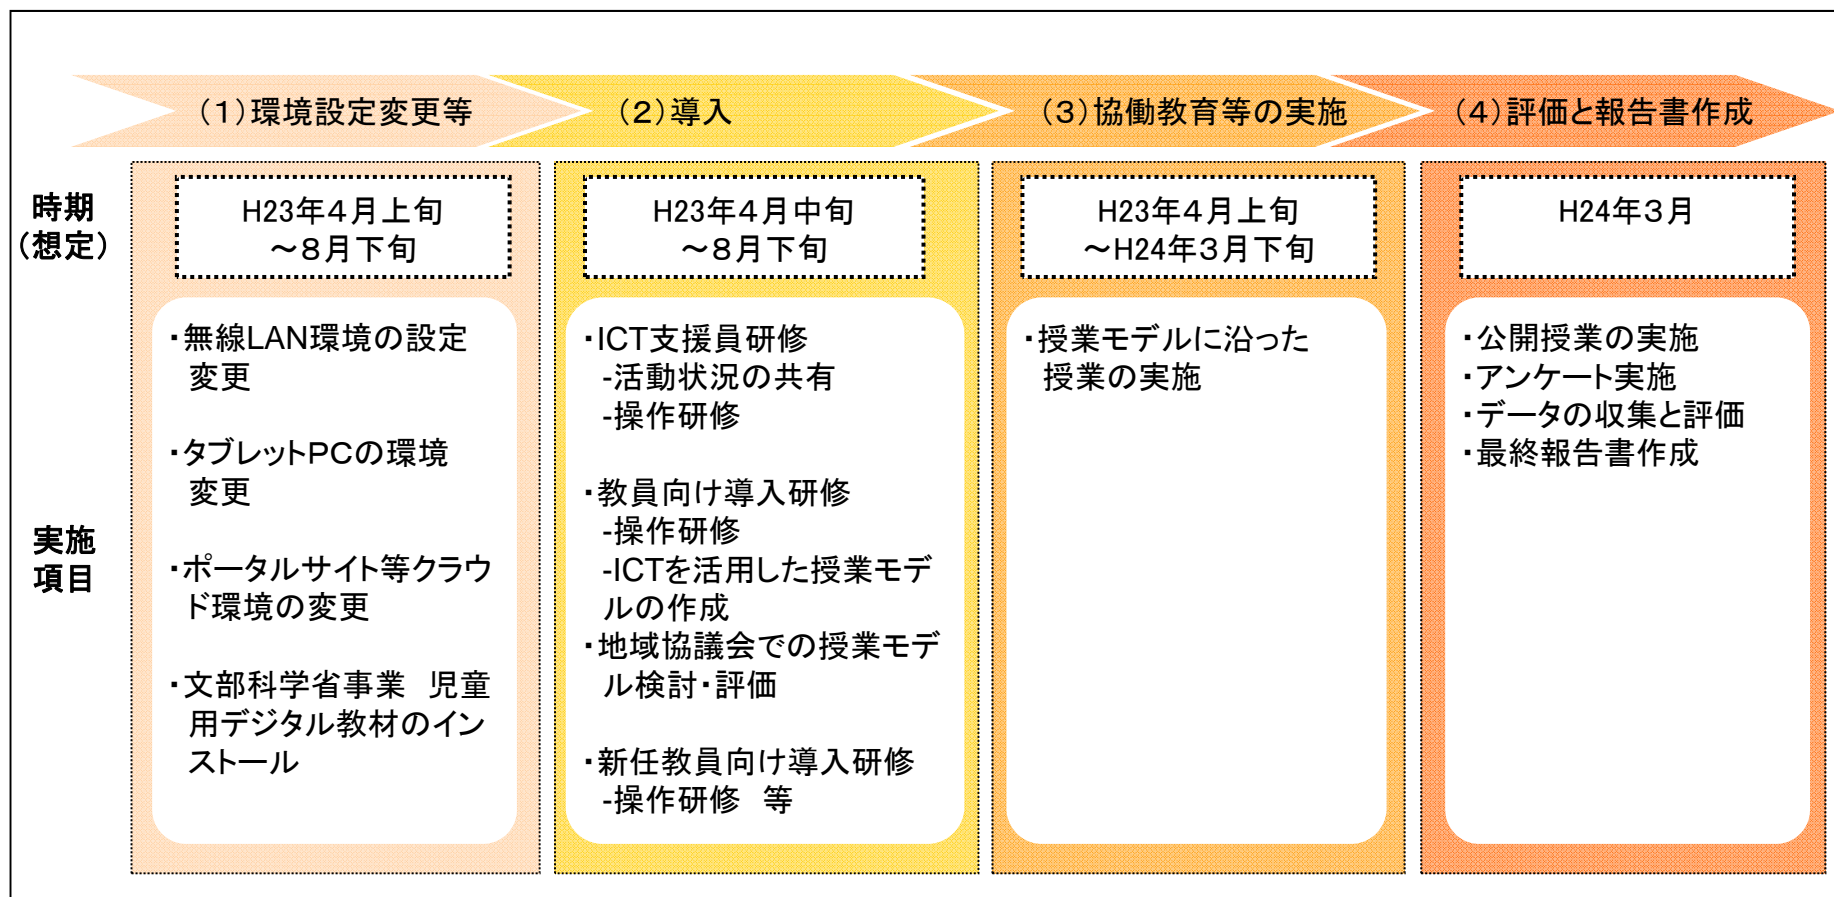 （１）環境設定変更等
（２）導入
（３）協働教育等の実施
（４）評価と報告書作成
時期
（想定）
H23年４月上旬
～８月下旬
H23年４月中旬
～８月下旬
H23年４月上旬
～H24年３月下旬
H24年３月
実施
項目
・無線LAN環境の設定
変更
・タブレットPCの環境
変更
・ポータルサイト等クラウ
ド環境の変更
・文部科学省事業　児童
用デジタル教材のイン
ストール
・ICT支援員研修
-活動状況の共有
-操作研修
・教員向け導入研修
-操作研修
-ICTを活用した授業モデ
ルの作成
・地域協議会での授業モデ
ル検討・評価
・新任教員向け導入研修
-操作研修　等
・授業モデルに沿った
授業の実施
・公開授業の実施
・アンケート実施
・データの収集と評価
・最終報告書作成